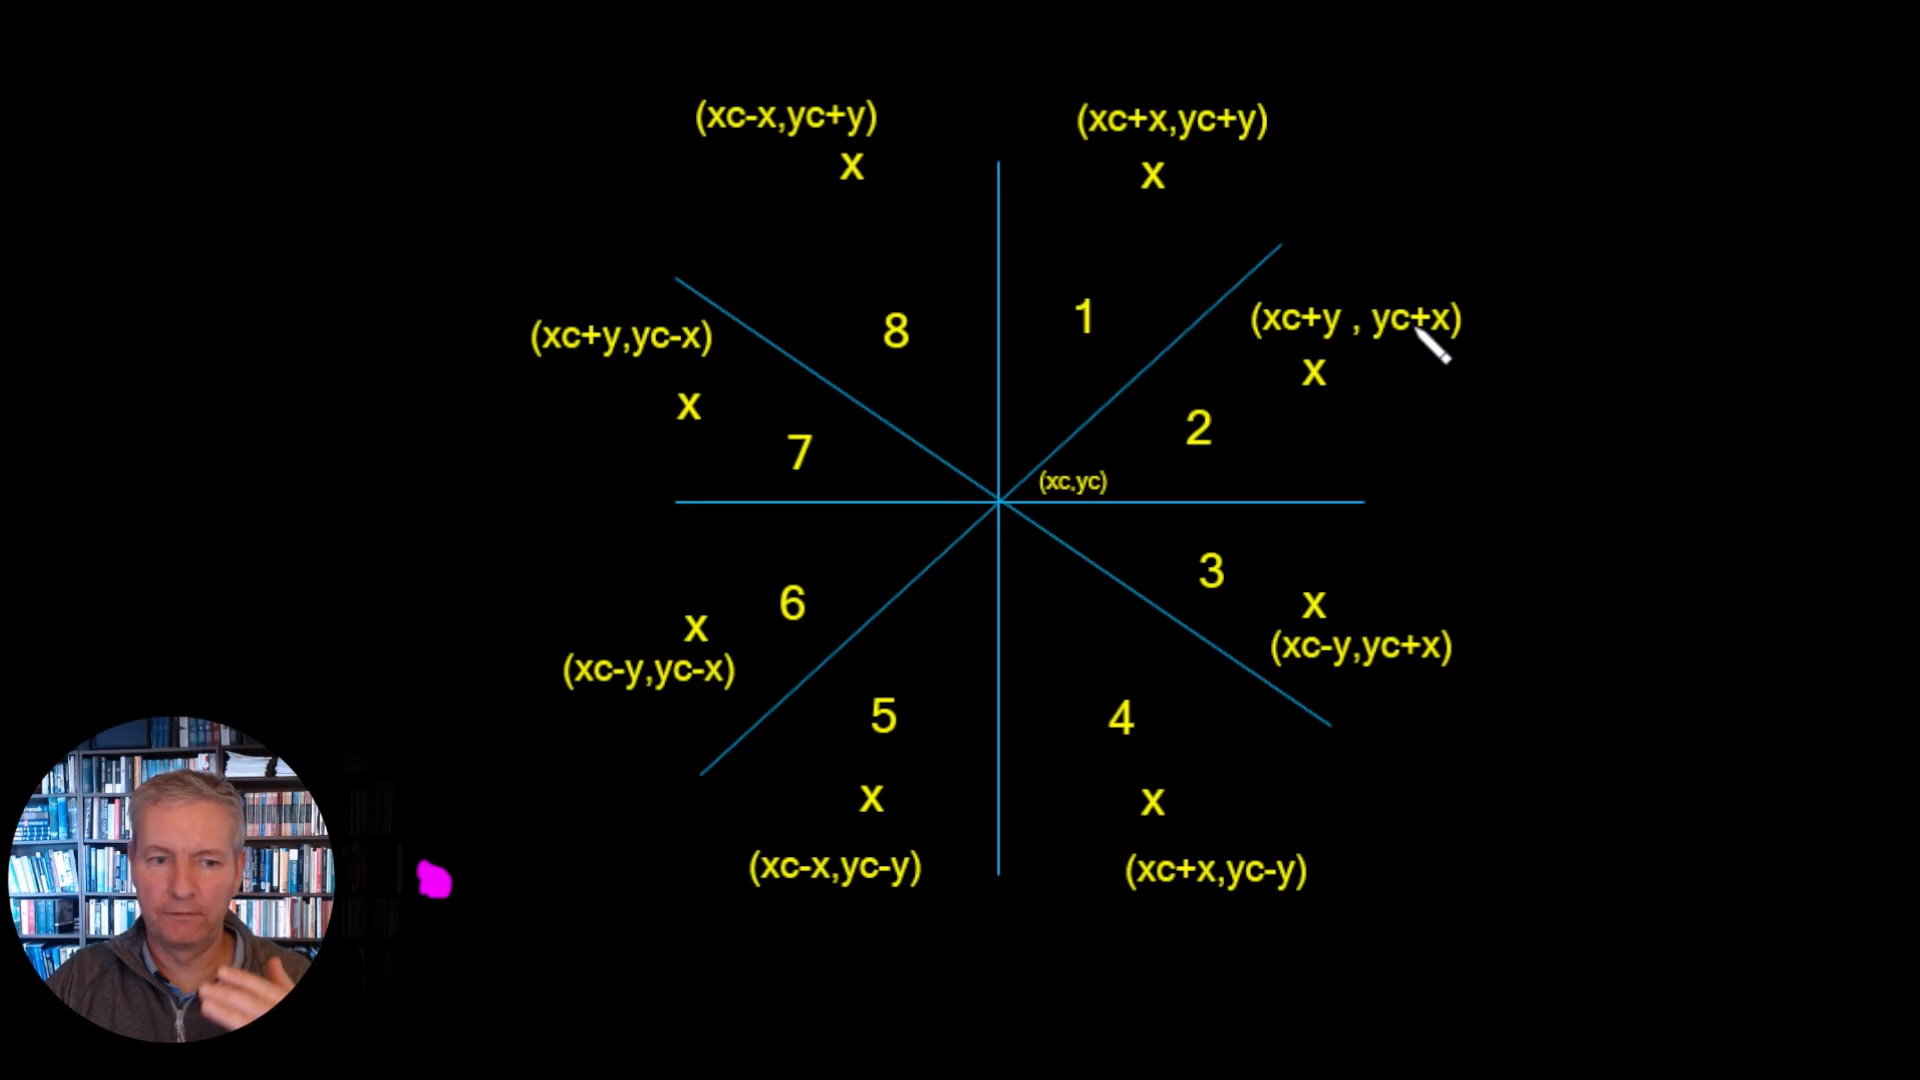 (xc-x,yc+y)
(xc+x,yc+y)
x
x
8
1
(xc+y,yc-x)
(xc+y , yc+x)
x
x
7
2
(xc,yc)
6
3
x
x
(xc-y,yc-x)
(xc-y,yc+x)
5
4
x
x
(xc-x,yc-y)
(xc+x,yc-y)